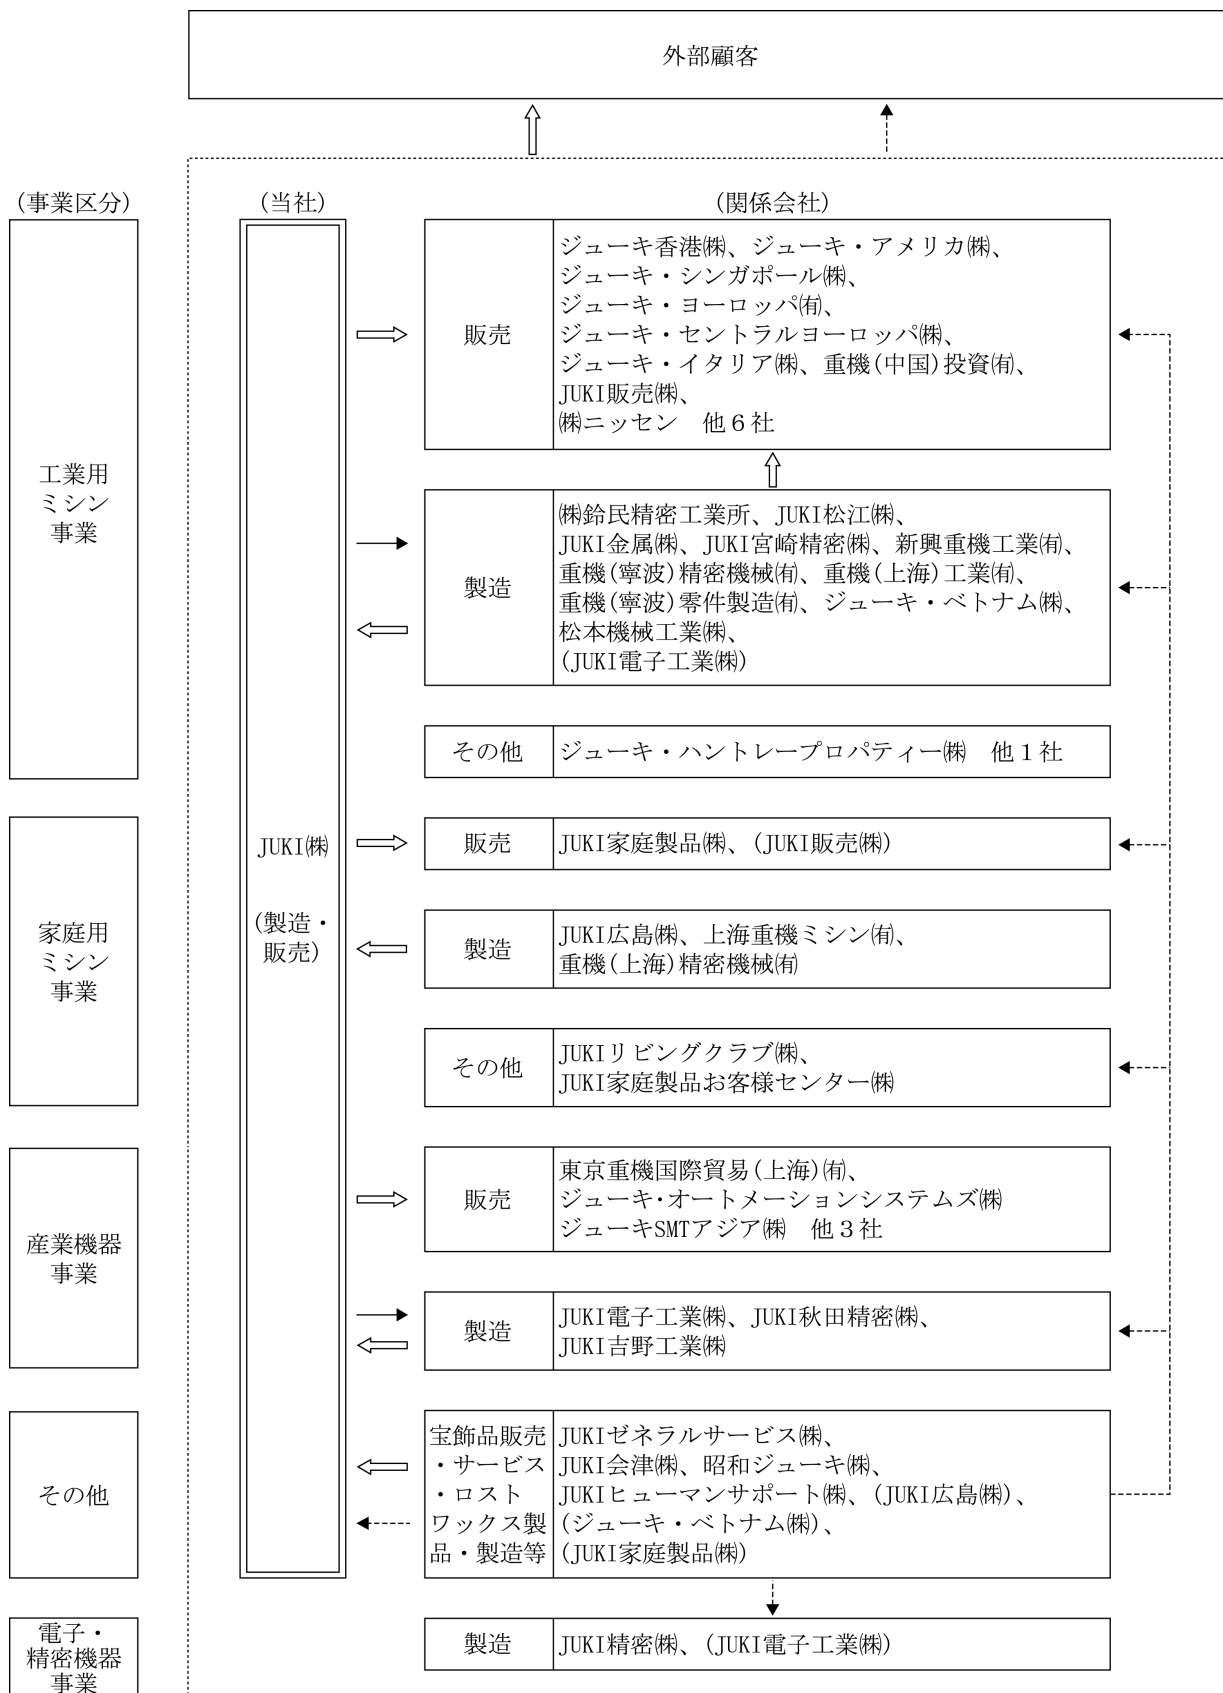 外部顧客
(事業区分)
(当社)
(関係会社)
工業用
ミシン
事業
販売
ジューキ香港㈱、ジューキ・アメリカ㈱、
ジューキ・シンガポール㈱、
ジューキ・ヨーロッパ㈲、
ジューキ・セントラルヨーロッパ㈱、
ジューキ・イタリア㈱、重機(中国)投資㈲、
JUKI販売㈱、
㈱ニッセン　他６社
製造
㈱鈴民精密工業所、JUKI松江㈱、
JUKI金属㈱、JUKI宮崎精密㈱、新興重機工業㈲、
重機(寧波)精密機械㈲、重機(上海)工業㈲、
重機(寧波)零件製造㈲、ジューキ・ベトナム㈱、
松本機械工業㈱、
(JUKI電子工業㈱)
その他
ジューキ・ハントレープロパティー㈱　他１社
JUKI㈱
(製造・
販売)
家庭用
ミシン
事業
販売
JUKI家庭製品㈱、(JUKI販売㈱)
製造
JUKI広島㈱、上海重機ミシン㈲、
重機(上海)精密機械㈲
その他
JUKIリビングクラブ㈱、
JUKI家庭製品お客様センター㈱
産業機器
事業
販売
東京重機国際貿易(上海)㈲、
ジューキ･オートメーションシステムズ㈱
ジューキSMTアジア㈱　他３社
製造
JUKI電子工業㈱、JUKI秋田精密㈱、
JUKI吉野工業㈱
その他
宝飾品販売
・サービス
・ロスト
ワックス製
品・製造等
JUKIゼネラルサービス㈱、
JUKI会津㈱、昭和ジューキ㈱、
JUKIヒューマンサポート㈱、(JUKI広島㈱)、
(ジューキ・ベトナム㈱)、
(JUKI家庭製品㈱)
電子・
精密機器
事業
製造
JUKI精密㈱、(JUKI電子工業㈱)